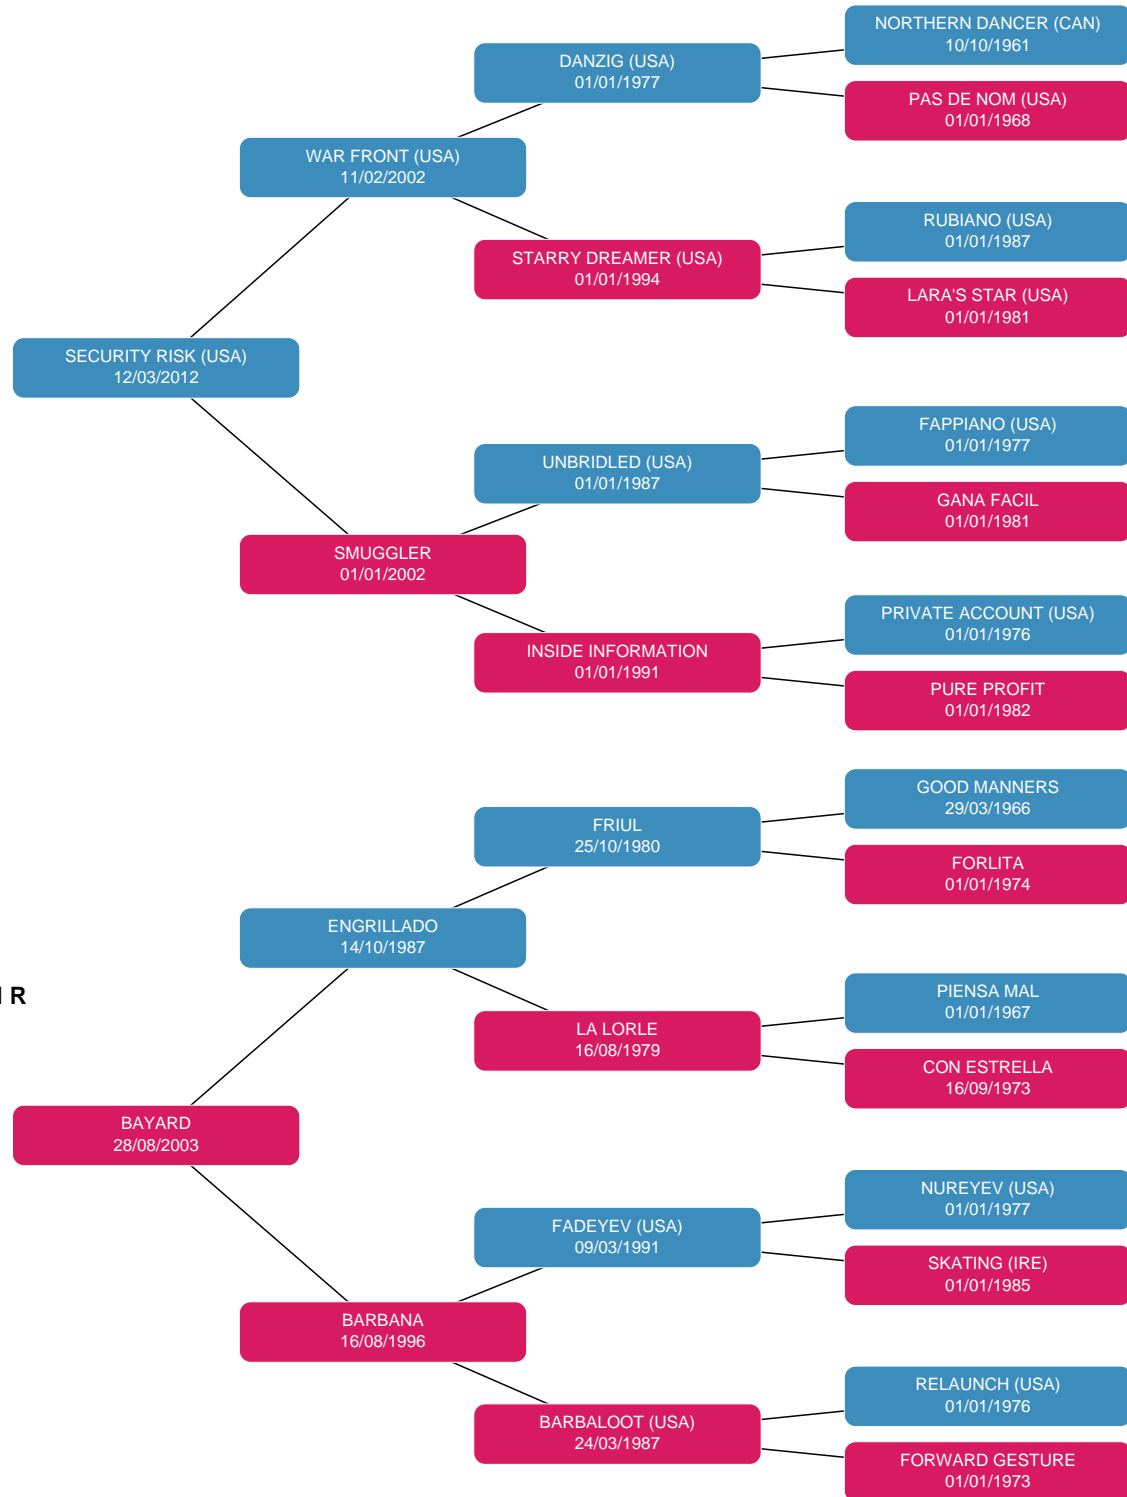 R
SECURITY RISK (USA)
12/03/2012
BAYARD
28/08/2003
WAR FRONT (USA)
11/02/2002
SMUGGLER
01/01/2002
ENGRILLADO
14/10/1987
BARBANA
16/08/1996
DANZIG (USA)
01/01/1977
STARRY DREAMER (USA)
01/01/1994
UNBRIDLED (USA)
01/01/1987
INSIDE INFORMATION
01/01/1991
FRIUL
25/10/1980
LA LORLE
16/08/1979
FADEYEV (USA)
09/03/1991
BARBALOOT (USA)
24/03/1987
NORTHERN DANCER (CAN)
10/10/1961
PAS DE NOM (USA)
01/01/1968
RUBIANO (USA)
01/01/1987
LARA'S STAR (USA)
01/01/1981
FAPPIANO (USA)
01/01/1977
GANA FACIL
01/01/1981
PRIVATE ACCOUNT (USA)
01/01/1976
PURE PROFIT
01/01/1982
GOOD MANNERS
29/03/1966
FORLITA
01/01/1974
PIENSA MAL
01/01/1967
CON ESTRELLA
16/09/1973
NUREYEV (USA)
01/01/1977
SKATING (IRE)
01/01/1985
RELAUNCH (USA)
01/01/1976
FORWARD GESTURE
01/01/1973